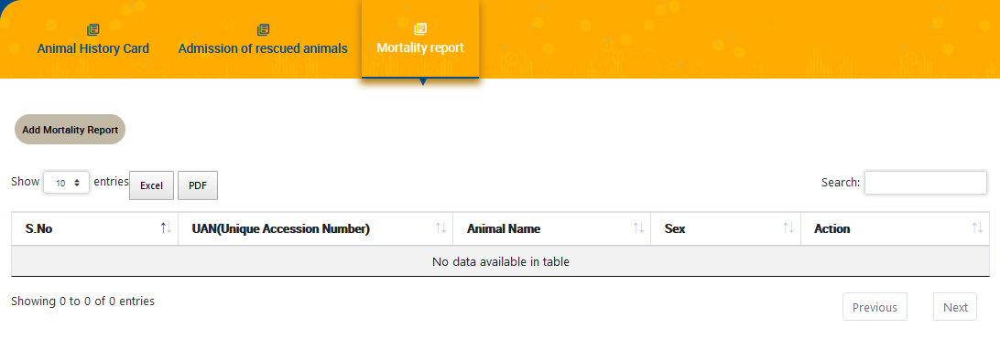 Animal History Card
Admission of rescued animals
Mortality report
Add Mortality Report
Show 10 entries Excel PDF Search:
S.No UAN(Unique Accession Number) Animal Name Sex Action
No data available in table
Showing 0 to 0 of 0 entries
Previous Next